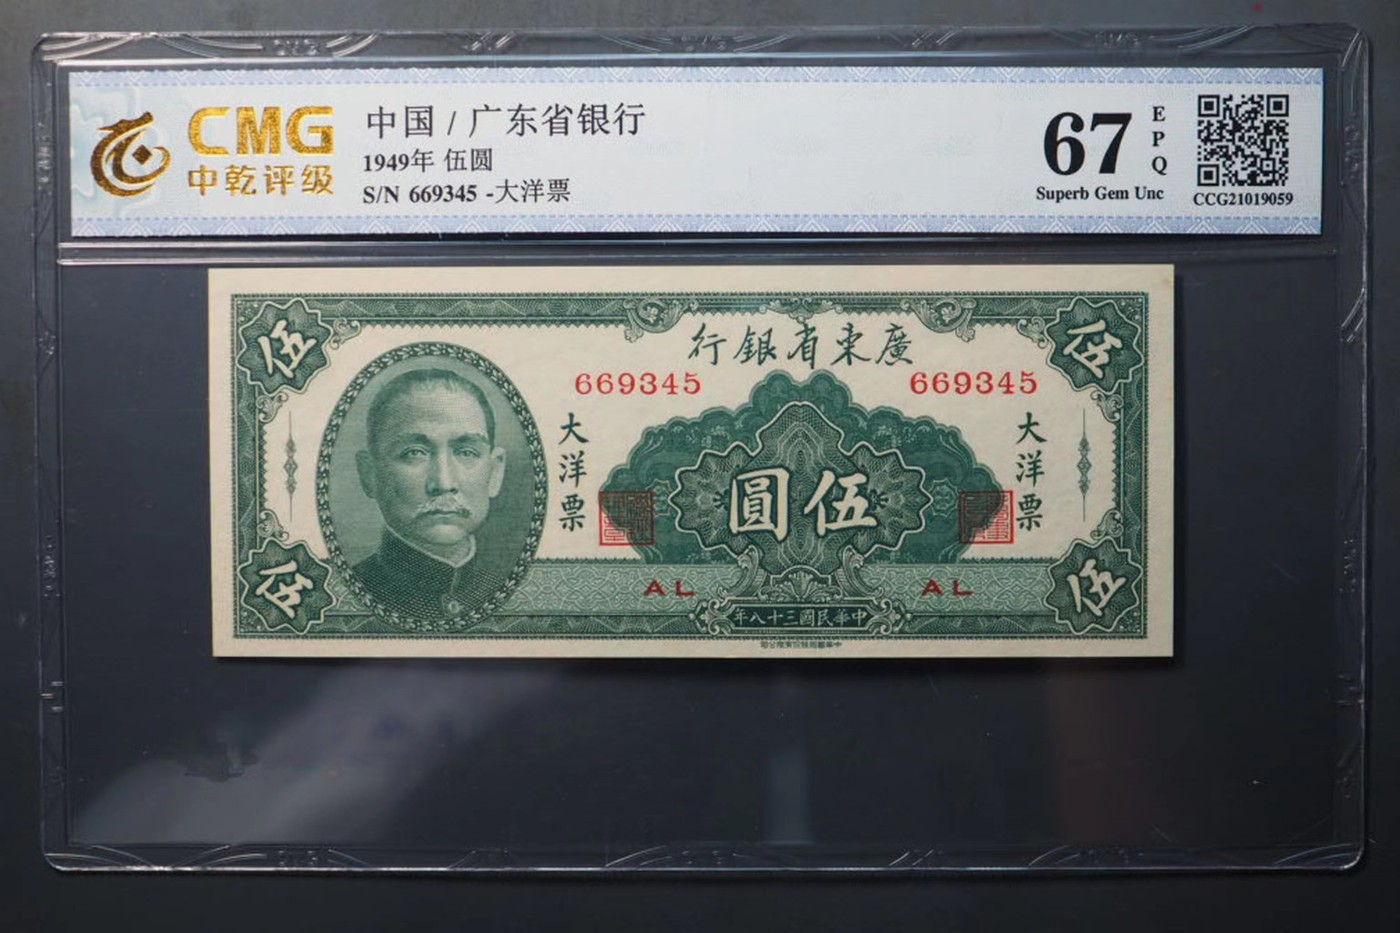 CMG
中乾评级
中国 / 广东省银行
1949年 伍圆
S/N 669345 -大洋票
67
EPQ
Superb Gem Unc
CCG21019059
行銀省東廣
669345
669345
伍
伍
大洋票
大洋票
圓伍
AL
AL
伍
伍
年八十三國民華中